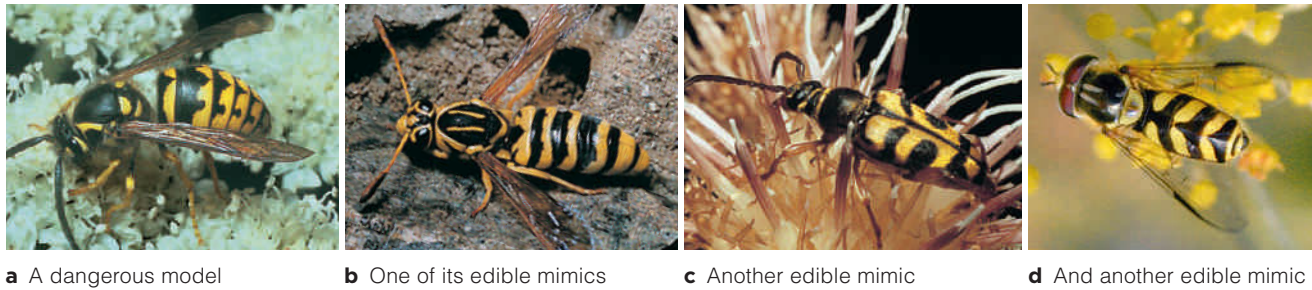 a A dangerous model
b One of its edible mimics
c Another edible mimic
d And another edible mimic